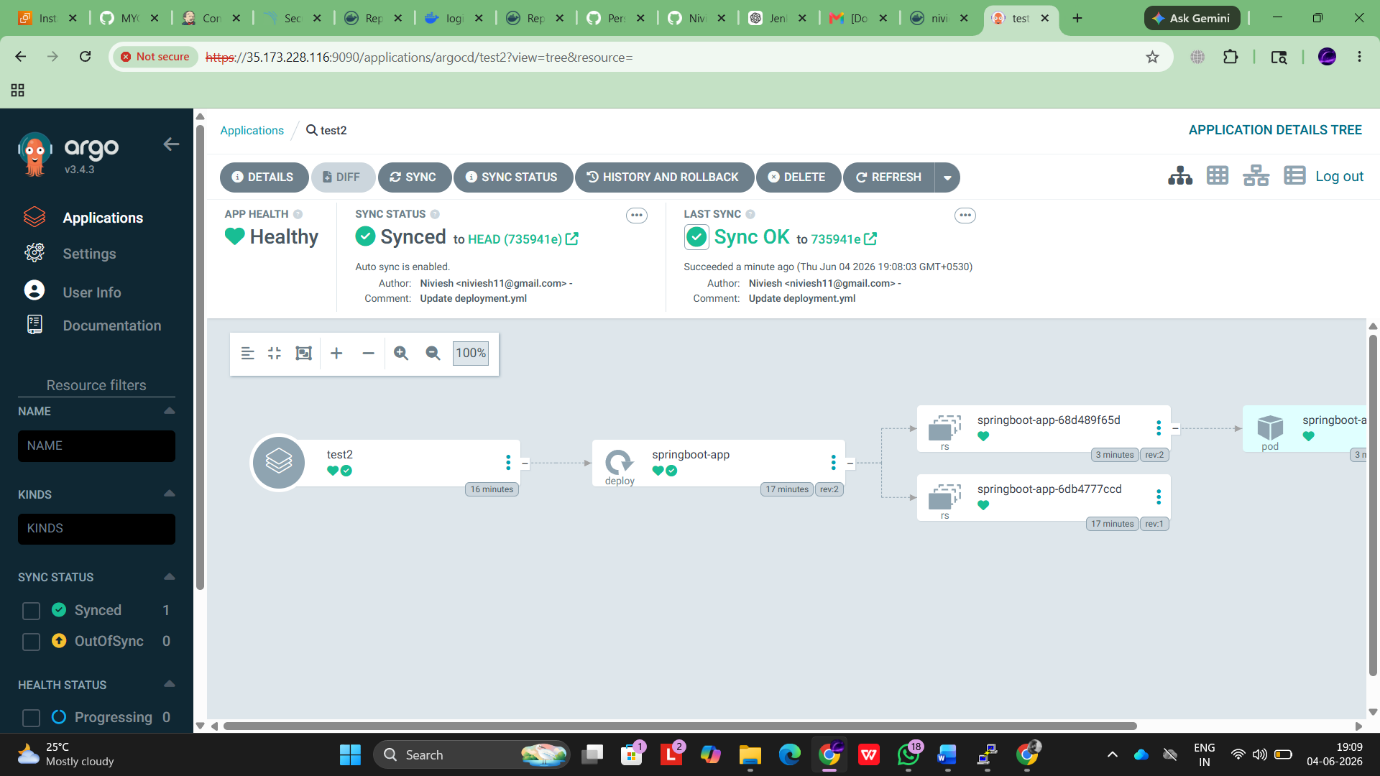 Inst
MY
Cor
Sec
Rep
logi
Rep
Per
Nivi
Jenl
[Do
nivi
test
Ask Gemini
Not secure
https://35.173.228.116:9090/applications/argocd/test2?view=tree&resource=
argo
v3.4.3
Applications
Settings
User Info
Documentation
Resource filters
NAME
NAME
KINDS
KINDS
SYNC STATUS
Synced 1
OutOfSync 0
HEALTH STATUS
Progressing 0
Applications / test2
APPLICATION DETAILS TREE
DETAILS DIFF SYNC SYNC STATUS HISTORY AND ROLLBACK DELETE REFRESH
Log out
APP HEALTH
Healthy
SYNC STATUS
Synced to HEAD (735941e)
Auto sync is enabled.
Author: Niviesh <niviesh11@gmail.com> -
Comment: Update deployment.yml
LAST SYNC
Sync OK to 735941e
Succeeded a minute ago (Thu Jun 04 2026 19:08:03 GMT+0530)
Author: Niviesh <niviesh11@gmail.com> -
Comment: Update deployment.yml
100%
test2
16 minutes
springboot-app
deploy
17 minutes rev:2
springboot-app-68d489f65d
rs
3 minutes rev:2
springboot-app-6db4777ccd
rs
17 minutes rev:1
springboot-a
pod
3 n
25°C
Mostly cloudy
Search
1
2
18
ENG
IN
19:09
04-06-2026